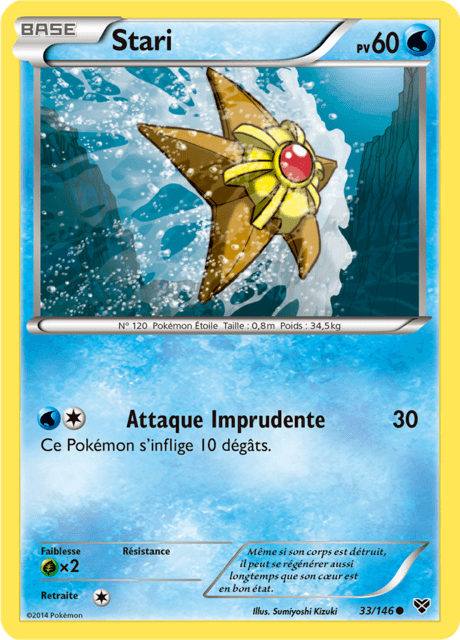 BASE Stari PV60
Nº 120 Pokémon Étoile Taille : 0,8m Poids : 34,5kg
Attaque Imprudente 30
Ce Pokémon s'inflige 10 dégâts.
Faiblesse Résistance
×2
Retraite
Même si son corps est détruit,
il peut se régénérer aussi
longtemps que son cœur est
en bon état.
©2014 Pokémon Illus. Sumiyoshi Kizuki 33/146